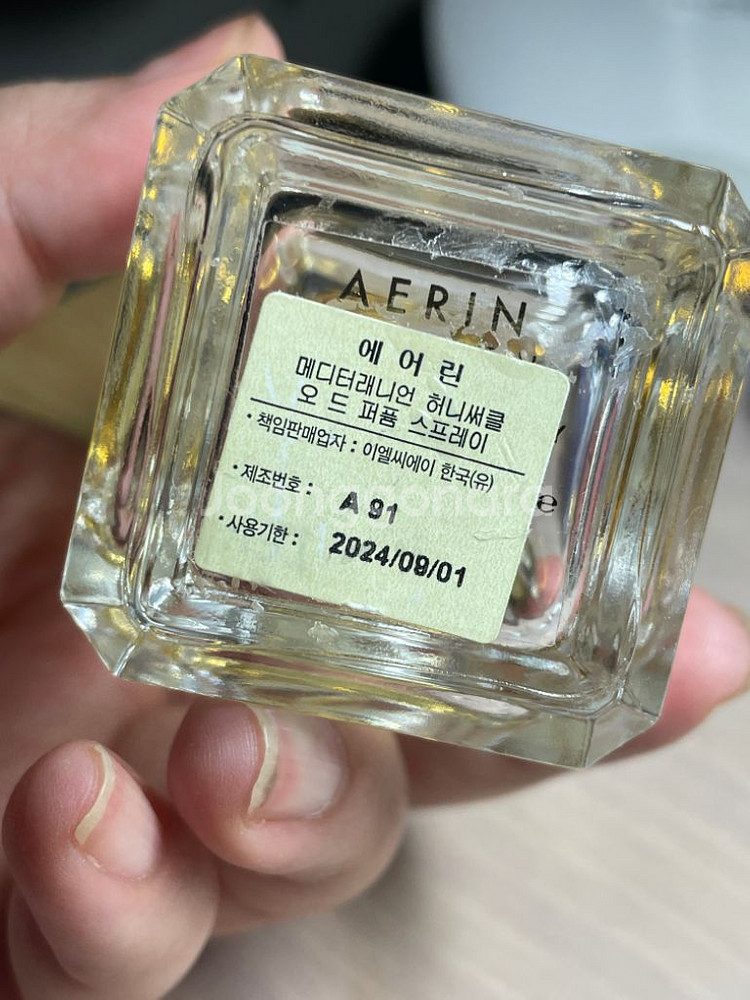 AERIN
에어린
메디터래니언 허니써클
오 드 퍼퓸 스프레이
· 책임판매업자 : 이엘씨에이 한국(유)
· 제조번호 : A 91
· 사용기한 : 2024/09/01
e